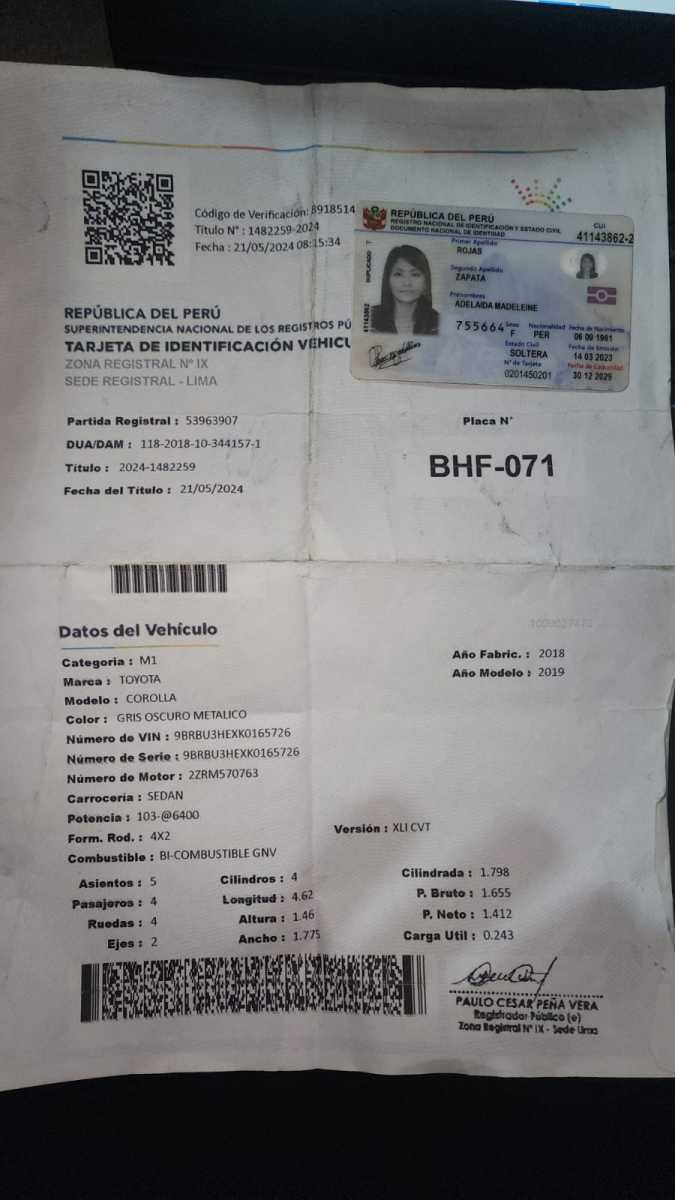 Código de Verificación: 8918514
Título N° : 1482259-2024
Fecha : 21/05/2024 08:15:34
REPÚBLICA DEL PERÚ
REGISTRO NACIONAL DE IDENTIFICACIÓN Y ESTADO CIVIL
DOCUMENTO NACIONAL DE IDENTIDAD
CUI
41143862-2
Primer Apellido
ROJAS
Segundo Apellido
ZAPATA
Prenombres
ADELAIDA MADELEINE
DUPLICADO 7
41143862
755664
Sexo
F
Nacionalidad
PER
Fecha de Nacimiento
06 09 1981
Estado Civil
SOLTERA
Fecha de Emisión
14 03 2023
N° de Tarjeta
0201450201
Fecha de Caducidad
30 12 2029
REPÚBLICA DEL PERÚ
SUPERINTENDENCIA NACIONAL DE LOS REGISTROS PÚ
TARJETA DE IDENTIFICACIÓN VEHICU
ZONA REGISTRAL N° IX
SEDE REGISTRAL - LIMA
Partida Registral : 53963907
DUA/DAM : 118-2018-10-344157-1
Título : 2024-1482259
Fecha del Título : 21/05/2024
Placa N°
BHF-071
Datos del Vehículo
Categoria : M1
Marca : TOYOTA
Modelo : COROLLA
Color : GRIS OSCURO METALICO
Número de VIN : 9BRBU3HEXK0165726
Número de Serie : 9BRBU3HEXK0165726
Número de Motor : 2ZRM570763
Carrocería : SEDAN
Potencia : 103-@6400
Form. Rod. : 4X2
Combustible : BI-COMBUSTIBLE GNV
Año Fabric. : 2018
Año Modelo : 2019
Versión : XLI CVT
Asientos : 5
Pasajeros : 4
Ruedas : 4
Ejes : 2
Cilindros : 4
Longitud : 4.62
Altura : 1.46
Ancho : 1.775
Cilindrada : 1.798
P. Bruto : 1.655
P. Neto : 1.412
Carga Util : 0.243
PAULO CESAR PEÑA VERA
Registrador Público (e)
Zona Registral N° IX - Sede Lima